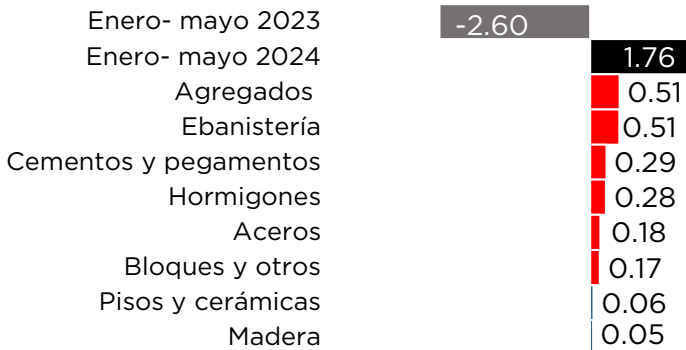 Enero- mayo 2023 -2.60
Enero- mayo 2024 1.76
Agregados 0.51
Ebanistería 0.51
Cementos y pegamentos 0.29
Hormigones 0.28
Aceros 0.18
Bloques y otros 0.17
Pisos y cerámicas 0.06
Madera 0.05